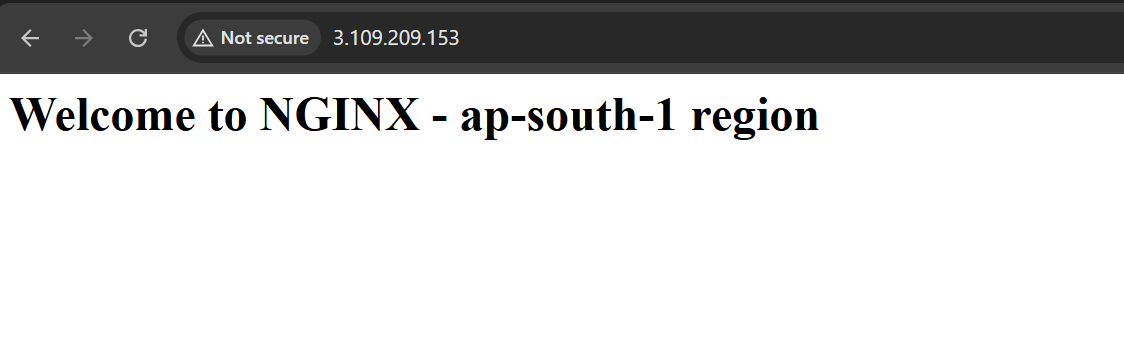 Not secure 3.109.209.153
Welcome to NGINX - ap-south-1 region